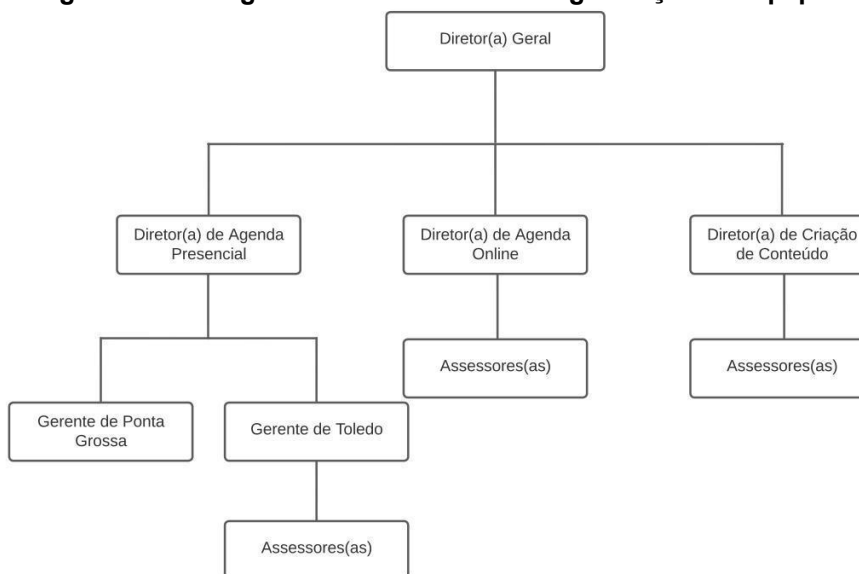 Diretor(a) Geral
Diretor(a) de Agenda
Presencial
Diretor(a) de Agenda
Online
Diretor(a) de Criação
de Conteúdo
Assessores(as)
Assessores(as)
Gerente de Ponta
Grossa
Gerente de Toledo
Assessores(as)